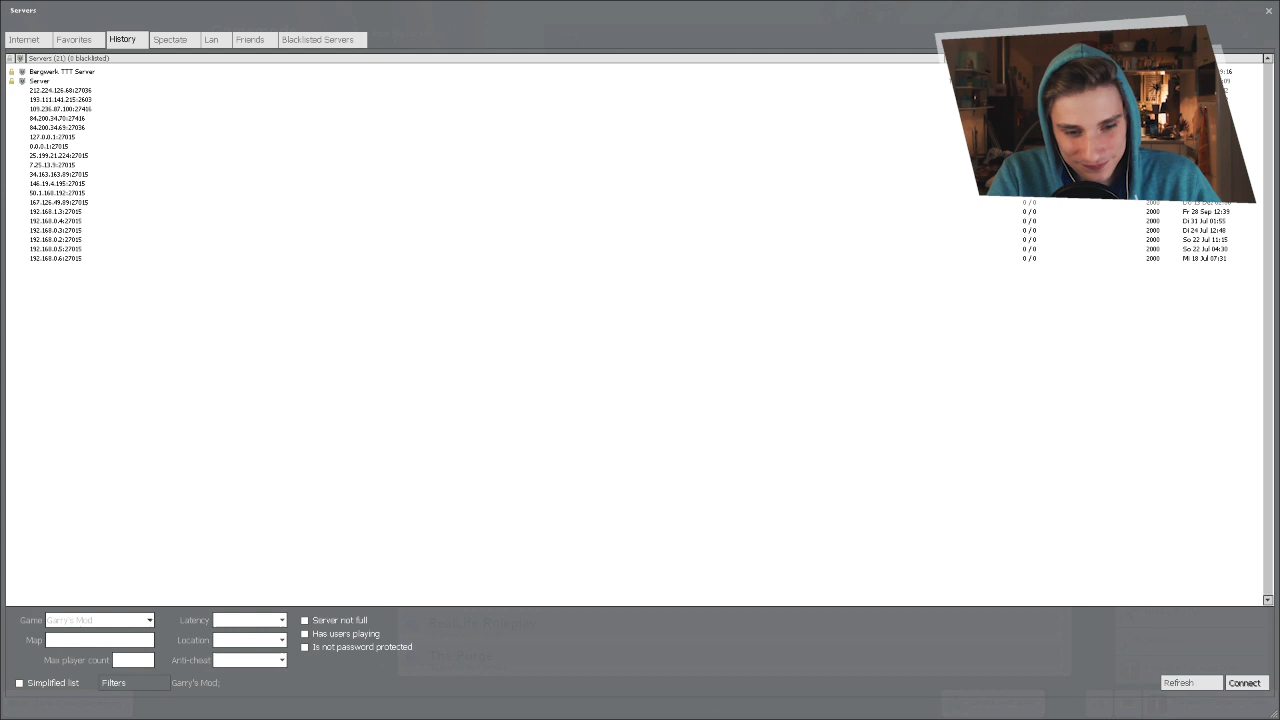 Servers
Internet Favorites History Spectate Lan Friends Blacklisted Servers
Servers (21) (0 blacklisted)
Bergwerk TTT Server 9:16
Server
212.224.126.68:27036
193.111.141.215:2603
109.236.87.100:27416
84.200.34.70:27416
84.200.34.69:27036
127.0.0.1:27015
0.0.0.1:27015
25.199.21.224:27015
7.25.13.9:27015
34.163.163.89:27015
146.19.4.195:27015
50.1.168.192:27015
167.126.49.89:27015 0 / 0 2000
192.168.1.3:27015 0 / 0 2000 Fr 28 Sep 12:39
192.168.0.4:27015 0 / 0 2000 Di 31 Jul 01:55
192.168.0.3:27015 0 / 0 2000 Di 24 Jul 12:48
192.168.0.2:27015 0 / 0 2000 So 22 Jul 11:15
192.168.0.5:27015 0 / 0 2000 So 22 Jul 04:30
192.168.0.6:27015 0 / 0 2000 Mi 18 Jul 07:31
Game Garry's Mod Latency Server not full
Map Location Has users playing
Max player count Anti-cheat Is not password protected
Simplified list Filters Garry's Mod; Refresh Connect